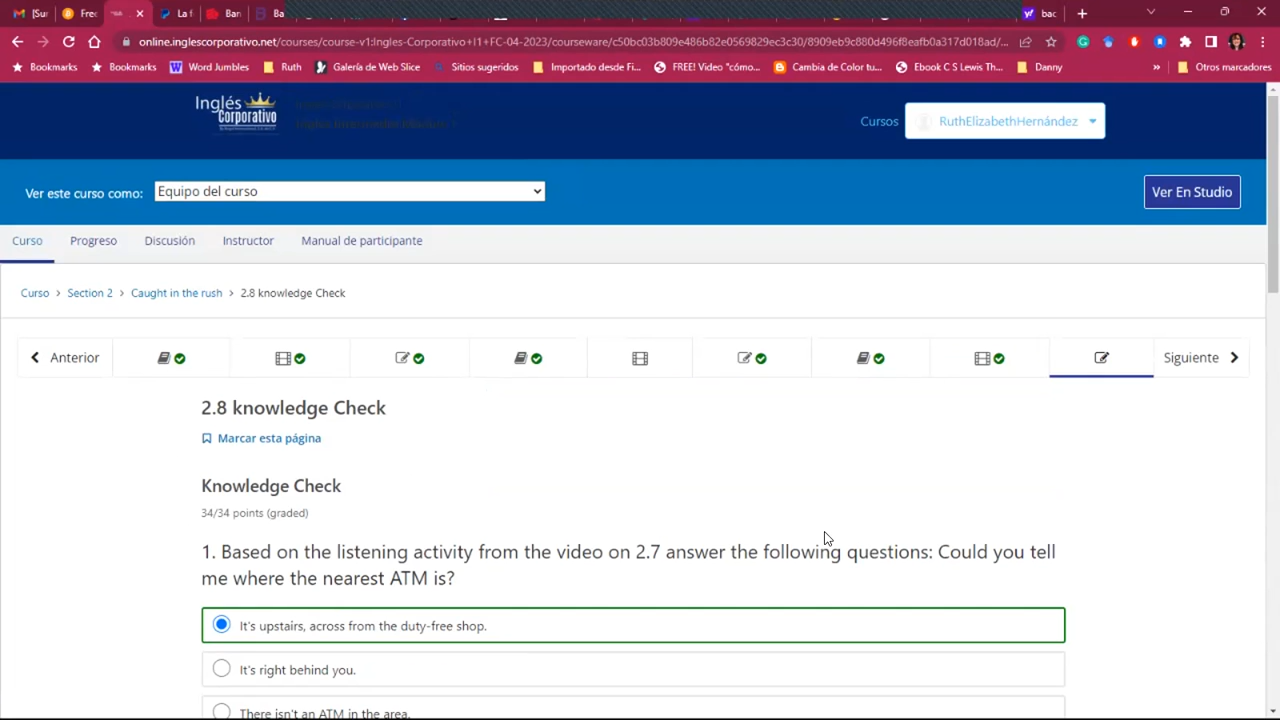 [Sur
Free
La f
Ban
Ba
bac
online.inglescorporativo.net/courses/course-v1:Ingles-Corporativo+I1+FC-04-2023/courseware/c50bc03b809e486b82e0569829ec3c30/8909eb9c880d496f8eafb0a317d018ad/...
Bookmarks
Bookmarks
Word Jumbles
Ruth
Galería de Web Slice
Sitios sugeridos
Importado desde Fi...
FREE! Video "cómo...
Cambia de Color tu...
Ebook C S Lewis Th...
Danny
»
Otros marcadores
Inglés
Corporativo
Cursos
RuthElizabethHernández
Ver este curso como:
Equipo del curso
Ver En Studio
Curso
Progreso
Discusión
Instructor
Manual de participante
Curso > Section 2 > Caught in the rush > 2.8 knowledge Check
Anterior
Siguiente
2.8 knowledge Check
Marcar esta página
Knowledge Check
34/34 points (graded)
1. Based on the listening activity from the video on 2.7 answer the following questions: Could you tell
me where the nearest ATM is?
It's upstairs, across from the duty-free shop.
It's right behind you.
There isn't an ATM in the area.